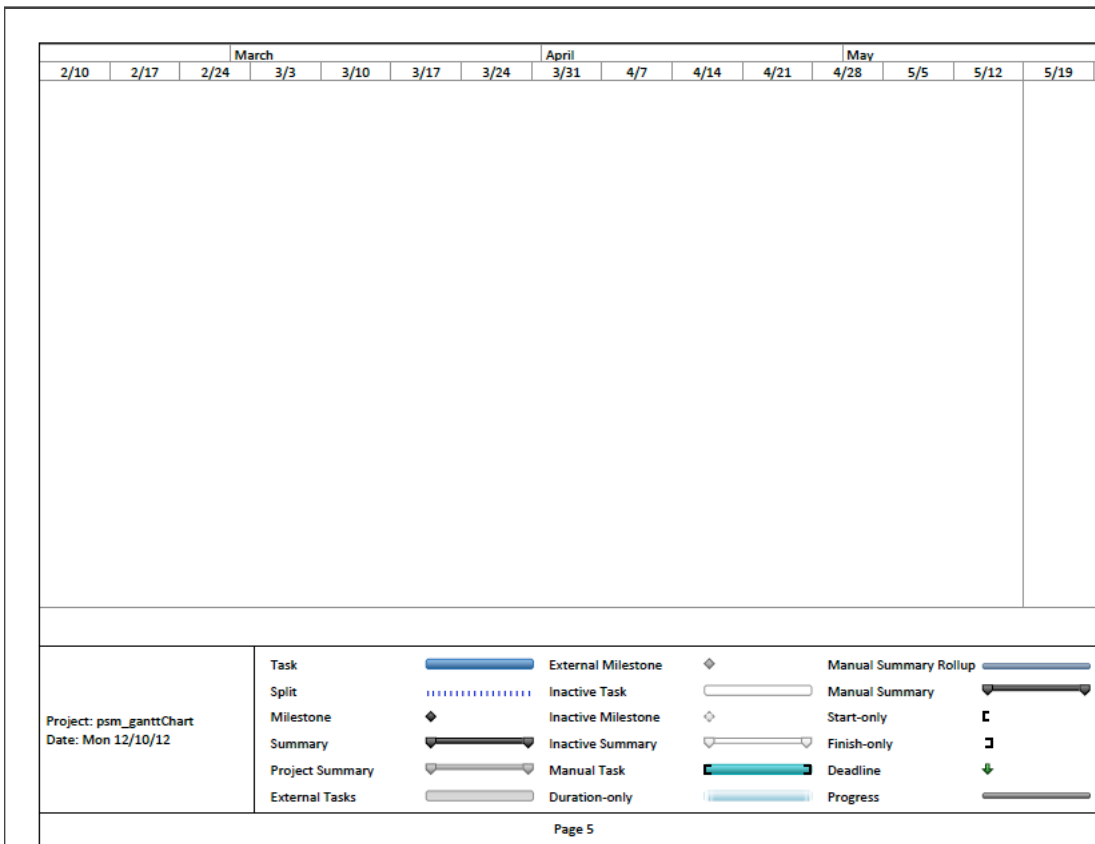 March April May
2/10 2/17 2/24 3/3 3/10 3/17 3/24 3/31 4/7 4/14 4/21 4/28 5/5 5/12 5/19
Project: psm_ganttChart
Date: Mon 12/10/12
Task
Split
Milestone
Summary
Project Summary
External Tasks
External Milestone
Inactive Task
Inactive Milestone
Inactive Summary
Manual Task
Duration-only
Manual Summary Rollup
Manual Summary
Start-only
Finish-only
Deadline
Progress
Page 5